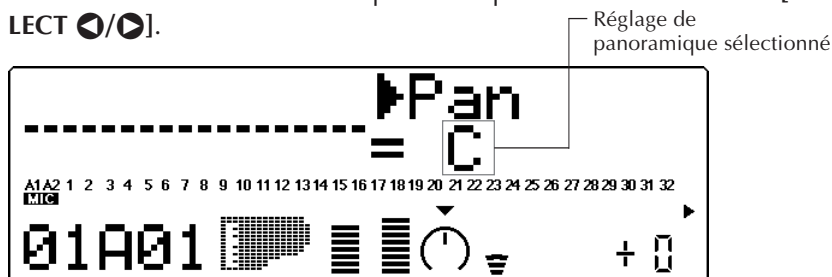 LECT ◀/▶].
Réglage de
panoramique sélectionné
▶Pan
----------------= C
A1 A2 1 2 3 4 5 6 7 8 9 10 11 12 13 14 15 16 17 18 19 20 21 22 23 24 25 26 27 28 29 30 31 32
MIC
01A01 + 0